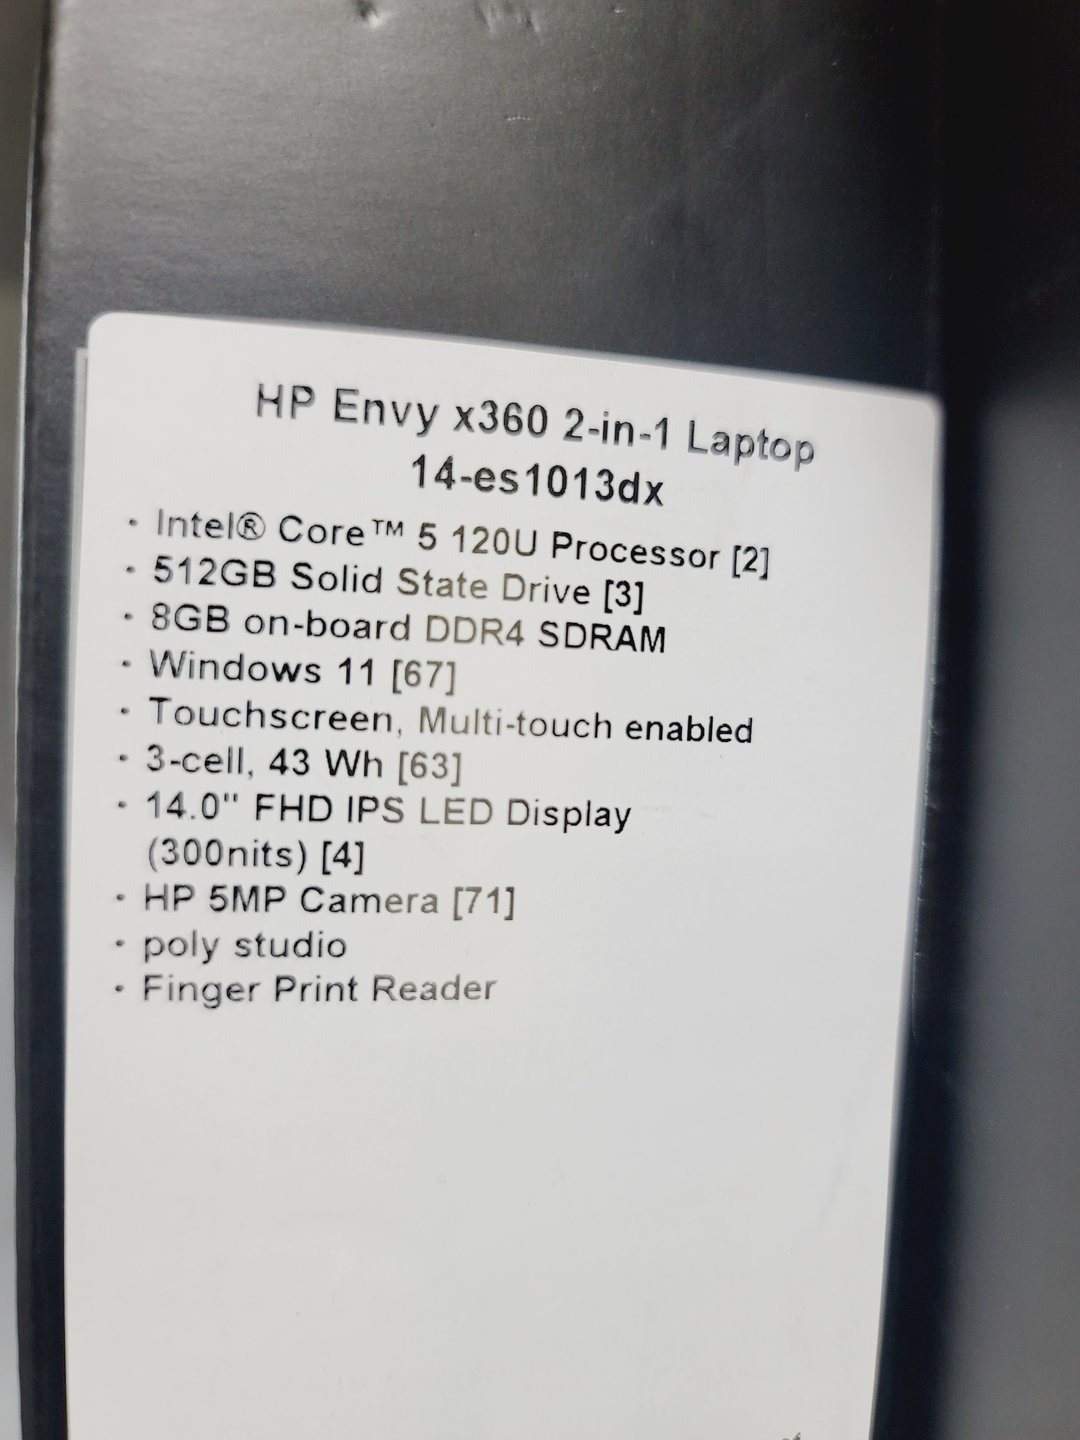 HP Envy x360 2-in-1 Laptop
14-es1013dx
· Intel® Core™ 5 120U Processor [2]
· 512GB Solid State Drive [3]
· 8GB on-board DDR4 SDRAM
· Windows 11 [67]
· Touchscreen, Multi-touch enabled
· 3-cell, 43 Wh [63]
· 14.0" FHD IPS LED Display
(300nits) [4]
· HP 5MP Camera [71]
· poly studio
· Finger Print Reader